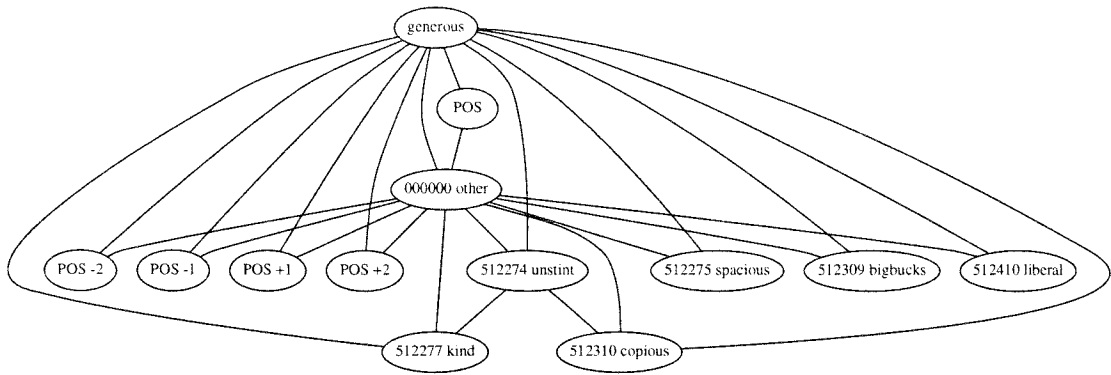 generous
POS
000000 other
POS -2
POS -1
POS +1
POS +2
512274 unstint
512275 spacious
512309 bigbucks
512410 liberal
512277 kind
512310 copious